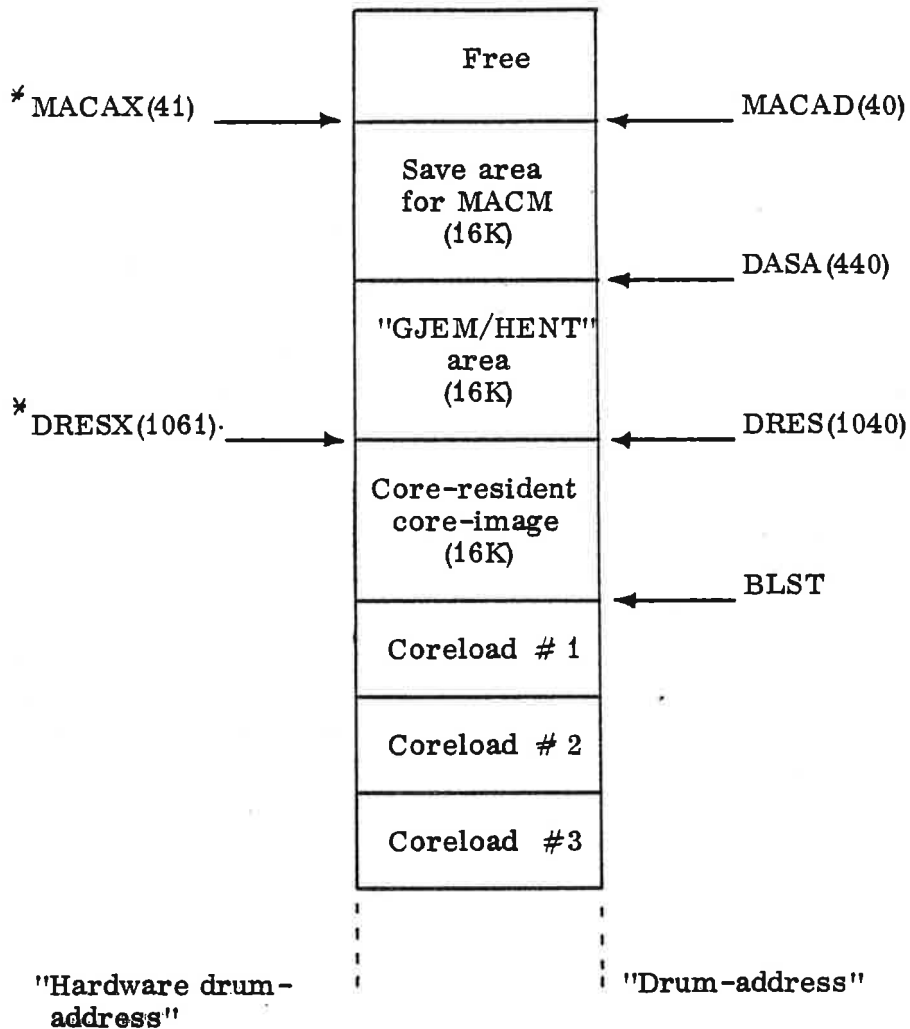 Free
* MACAX(41)
MACAD(40)
Save area
for MACM
(16K)
DASA(440)
"GJEM/HENT"
area
(16K)
* DRESX(1061)
DRES(1040)
Core-resident
core-image
(16K)
BLST
Coreload # 1
Coreload # 2
Coreload #3
"Hardware drum-
address"
"Drum-address"